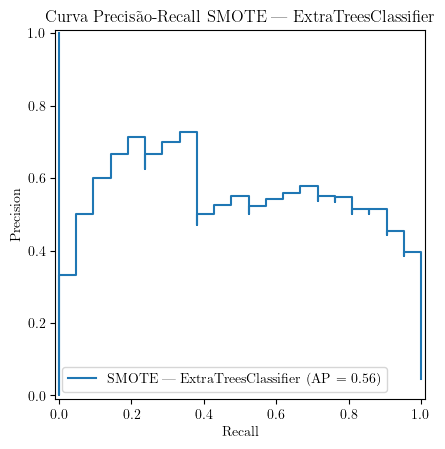 Curva Precisão-Recall SMOTE — ExtraTreesClassifier
1.0
0.8
0.6
0.4
0.2
0.0
Precision
SMOTE — ExtraTreesClassifier (AP = 0.56)
0.0 0.2 0.4 0.6 0.8 1.0
Recall